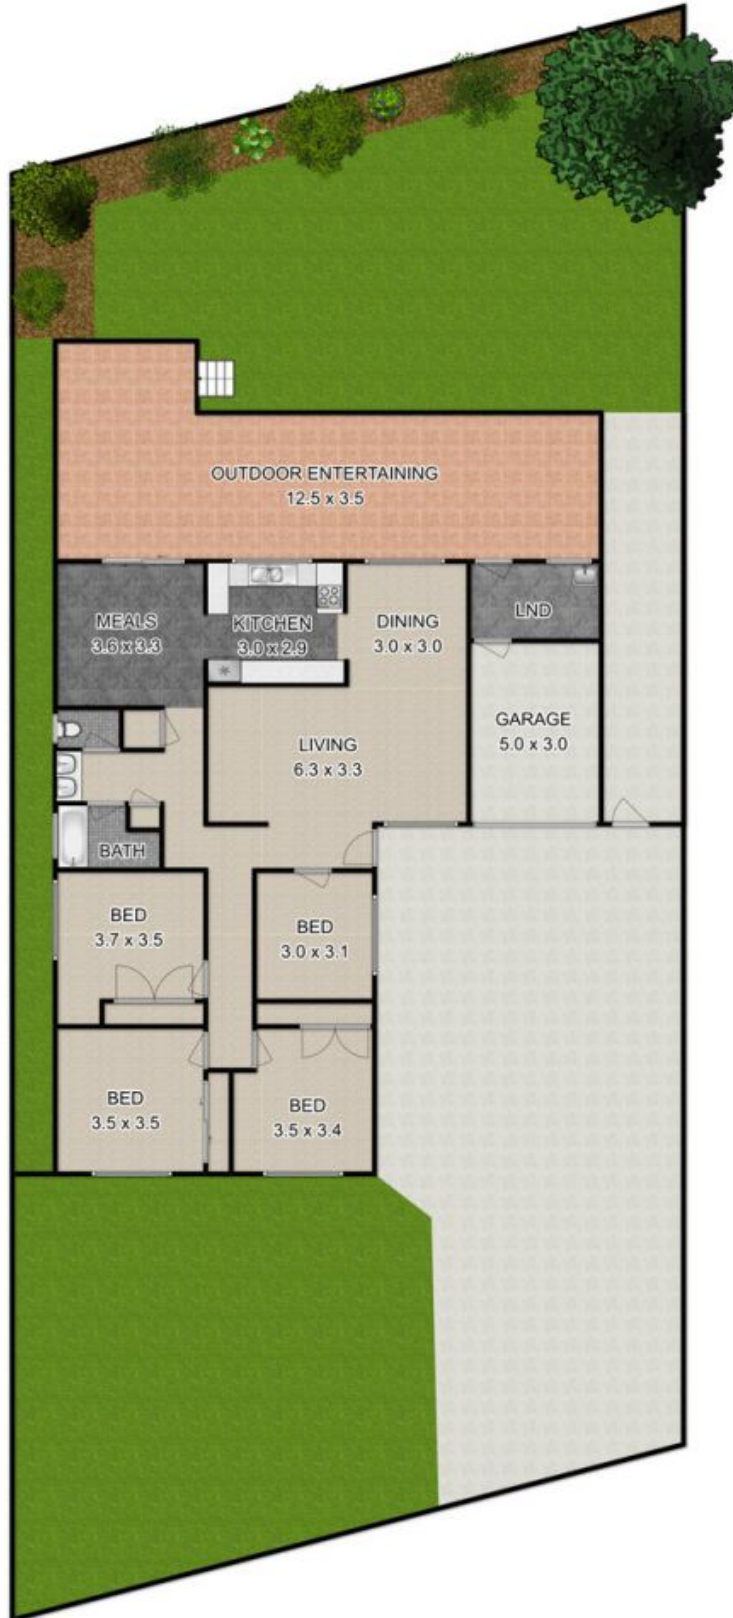 OUTDOOR ENTERTAINING
12.5 x 3.5
MEALS
3.6 x 3.3
KITCHEN
3.0 x 2.9
DINING
3.0 x 3.0
LND
GARAGE
5.0 x 3.0
LIVING
6.3 x 3.3
BATH
BED
3.7 x 3.5
BED
3.0 x 3.1
BED
3.5 x 3.5
BED
3.5 x 3.4